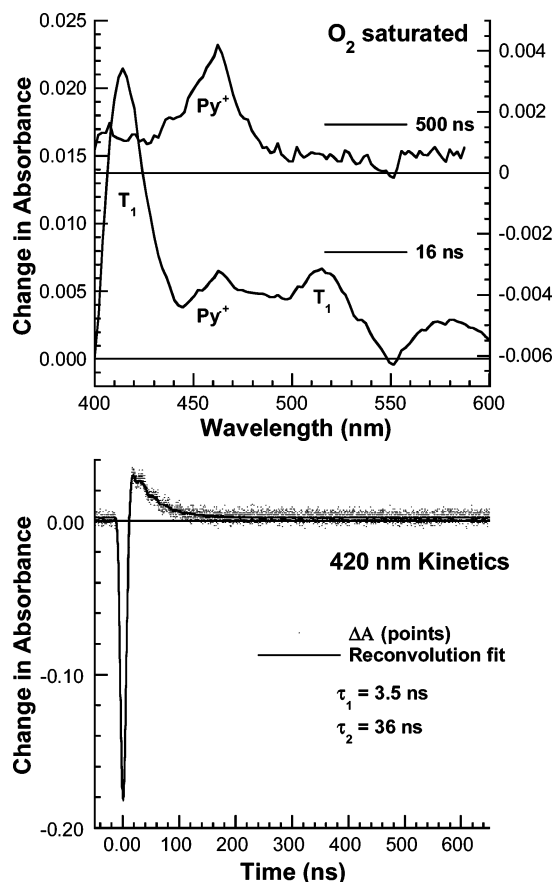 O2 saturated
0.025
0.020
0.015
0.010
0.005
0.000
Change in Absorbance
0.004
0.002
0
-0.002
-0.004
-0.006
Py+
500 ns
T1
16 ns
Py+
T1
400 450 500 550 600
Wavelength (nm)
0.00
-0.10
-0.20
Change in Absorbance
420 nm Kinetics
ΔA (points)
Reconvolution fit
τ1 = 3.5 ns
τ2 = 36 ns
0.00 100 200 300 400 500 600
Time (ns)